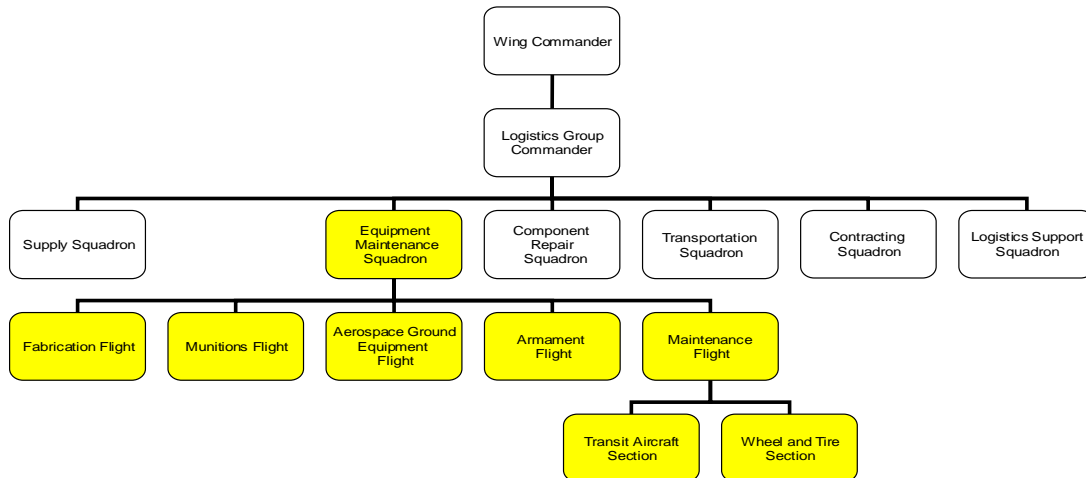 Wing Commander
Logistics Group
Commander
Supply Squadron
Equipment
Maintenance
Squadron
Component
Repair
Squadron
Transportation
Squadron
Contracting
Squadron
Logistics Support
Squadron
Fabrication Flight
Munitions Flight
Aerospace Ground
Equipment
Flight
Armament
Flight
Maintenance
Flight
Transit Aircraft
Section
Wheel and Tire
Section